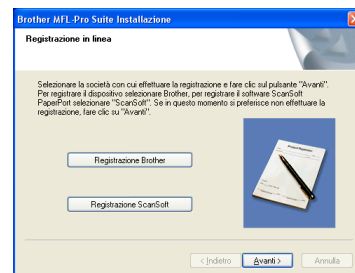 Brother MFL-Pro Suite Installazione
Registrazione in linea
Selezionare la società con cui effettuare la registrazione e fare clic sul pulsante "Avanti".
Per registrare il dispositivo selezionare Brother, per registrare il software ScanSoft
PaperPort selezionare "ScanSoft". Se in questo momento si preferisce non effettuare la
registrazione, fare clic su "Avanti".
Registrazione Brother
Registrazione ScanSoft
< Indietro
Avanti >
Annulla